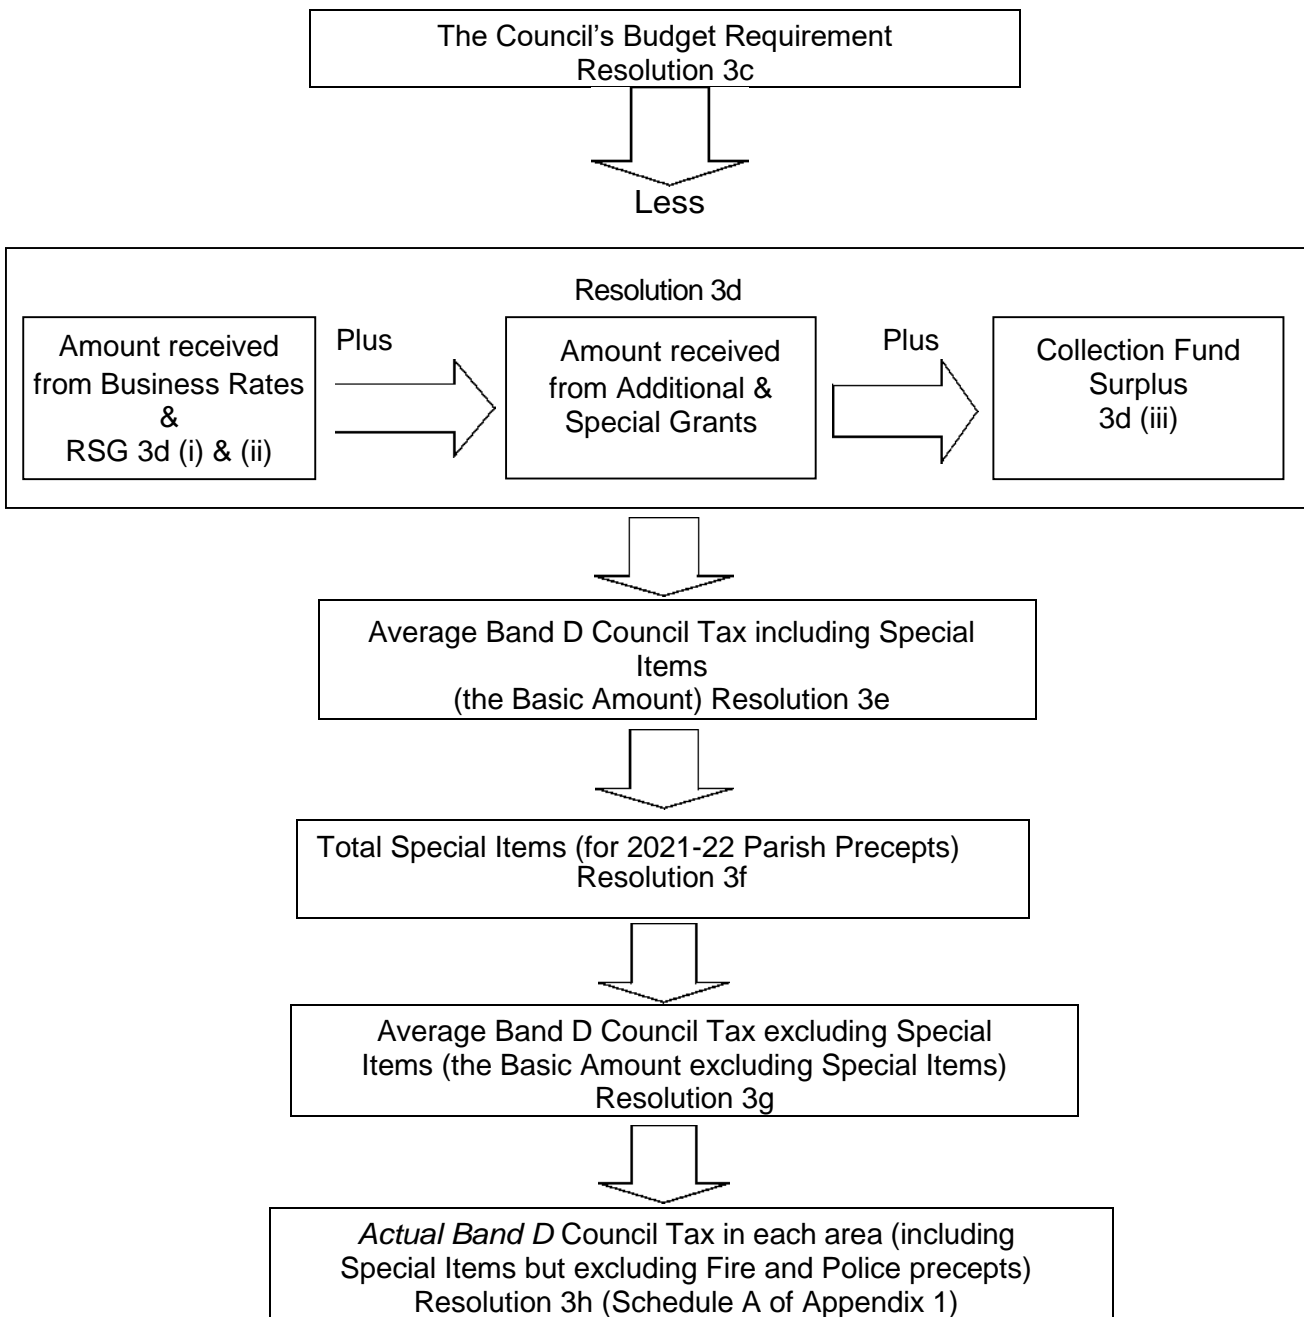 The Council’s Budget Requirement
Resolution 3c
Less
Resolution 3d
Amount received
from Business Rates
&
RSG 3d (i) & (ii)
Plus
Amount received
from Additional &
Special Grants
Plus
Collection Fund
Surplus
3d (iii)
Average Band D Council Tax including Special
Items
(the Basic Amount) Resolution 3e
Total Special Items (for 2021-22 Parish Precepts)
Resolution 3f
Average Band D Council Tax excluding Special
Items (the Basic Amount excluding Special Items)
Resolution 3g
Actual Band D Council Tax in each area (including
Special Items but excluding Fire and Police precepts)
Resolution 3h (Schedule A of Appendix 1)